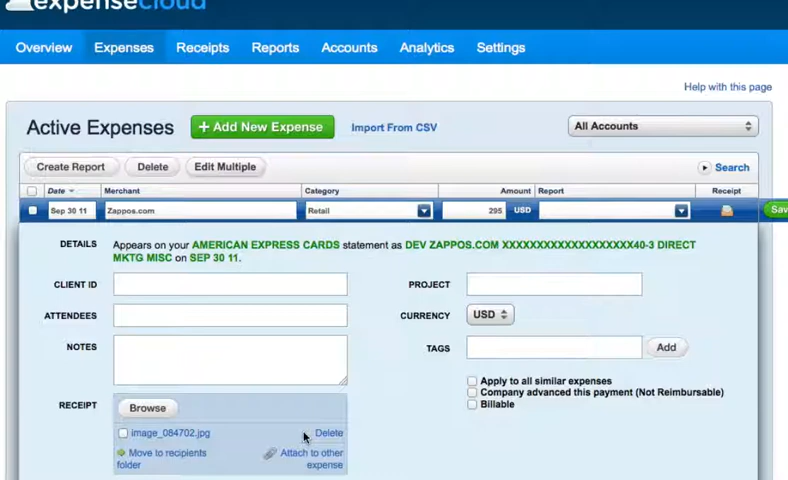 expensecloud
Overview Expenses Receipts Reports Accounts Analytics Settings
Help with this page
Active Expenses + Add New Expense Import From CSV All Accounts
Create Report Delete Edit Multiple Search
Date Merchant Category Amount Report Receipt
Sep 30 11 Zappos.com Retail 295 USD Sav
DETAILS Appears on your AMERICAN EXPRESS CARDS statement as DEV ZAPPOS.COM XXXXXXXXXXXXXXXXXXX40-3 DIRECT
MKTG MISC on SEP 30 11.
CLIENT ID PROJECT
ATTENDEES CURRENCY USD
NOTES TAGS Add
Apply to all similar expenses
Company advanced this payment (Not Reimbursable)
RECEIPT Browse Billable
image_084702.jpg Delete
Move to recipients Attach to other
folder expense